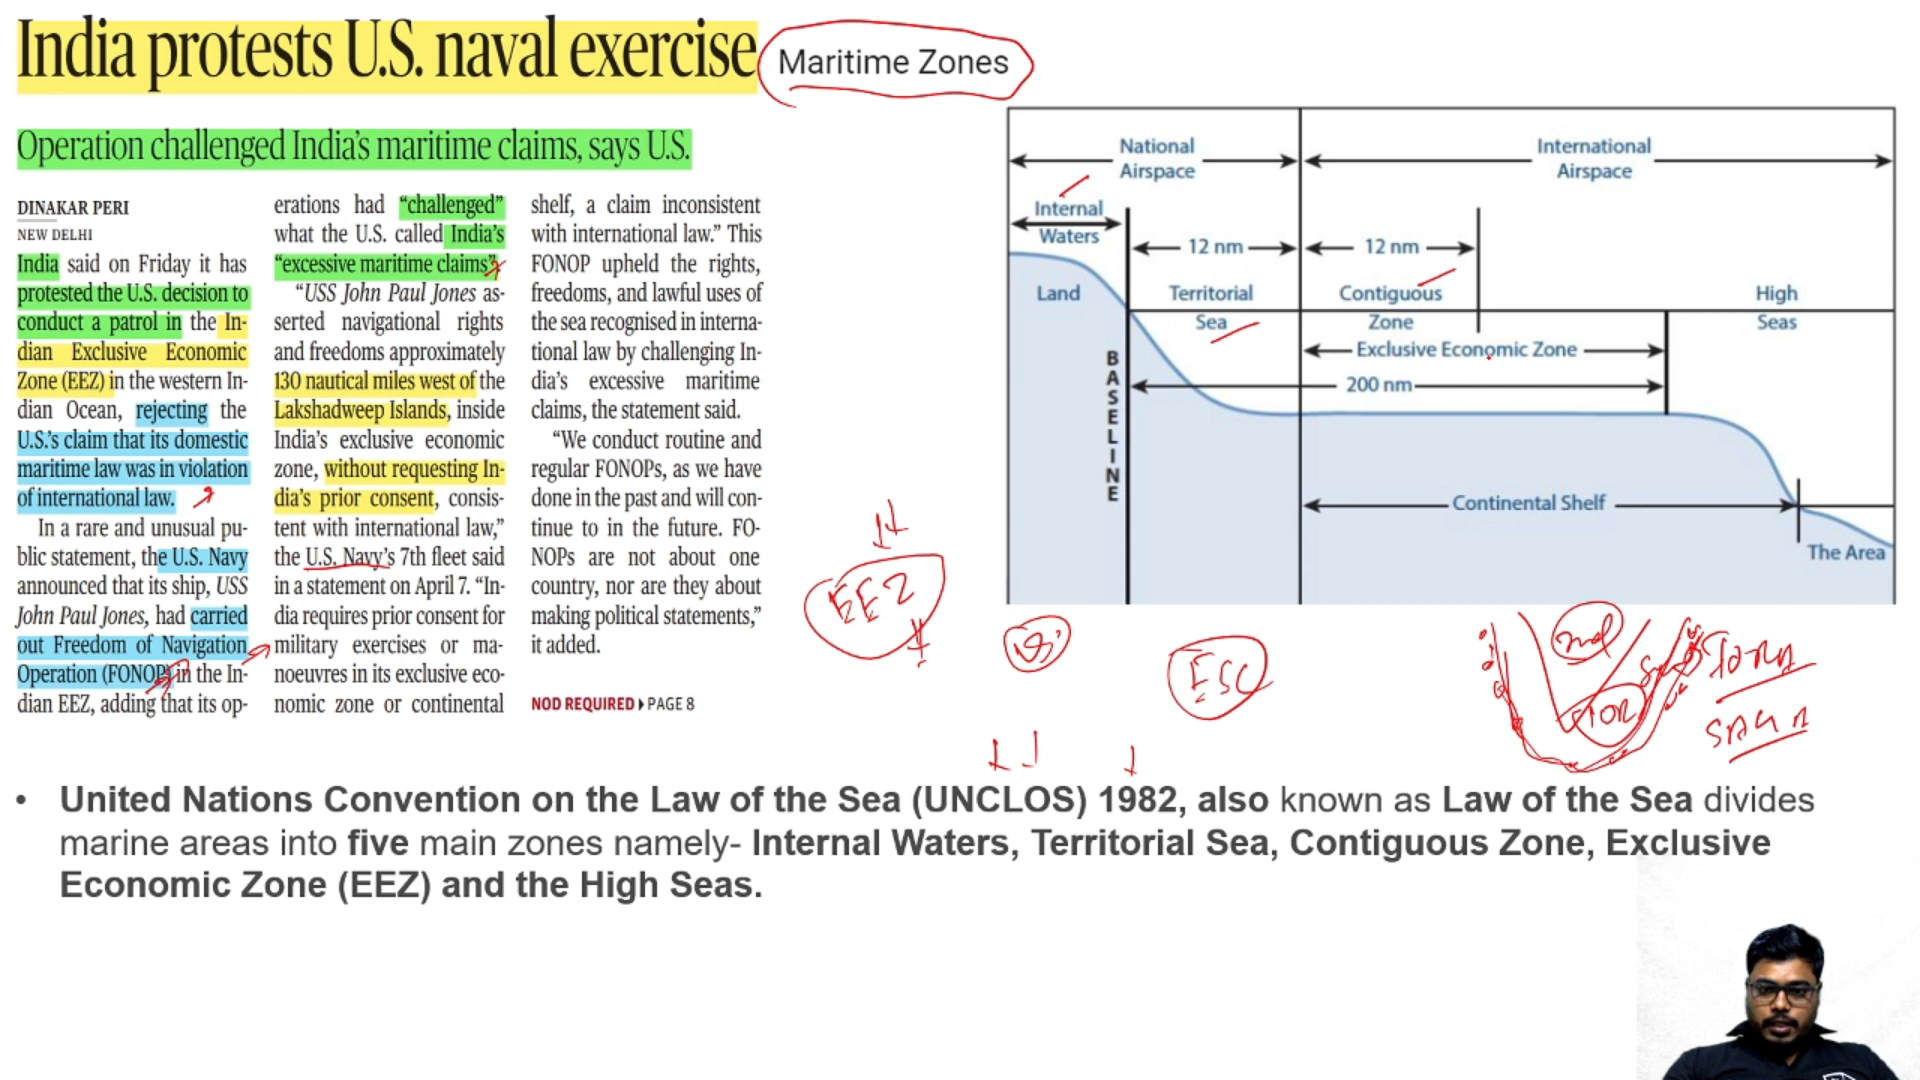 India protests U.S. naval exercise
Maritime Zones
Operation challenged India's maritime claims, says U.S.
DINAKAR PERI
NEW DELHI
India said on Friday it has
protested the U.S. decision to
conduct a patrol in the In-
dian Exclusive Economic
Zone (EEZ) in the western In-
dian Ocean, rejecting the
U.S.'s claim that its domestic
maritime law was in violation
of international law.
In a rare and unusual pu-
blic statement, the U.S. Navy
announced that its ship, USS
John Paul Jones, had carried
out Freedom of Navigation
Operation (FONOP) in the In-
dian EEZ, adding that its op-
erations had “challenged”
what the U.S. called India's
“excessive maritime claims”.
“USS John Paul Jones as-
serted navigational rights
and freedoms approximately
130 nautical miles west of the
Lakshadweep Islands, inside
India's exclusive economic
zone, without requesting In-
dia's prior consent, consis-
tent with international law,”
the U.S. Navy's 7th fleet said
in a statement on April 7. “In-
dia requires prior consent for
military exercises or ma-
noeuvres in its exclusive eco-
nomic zone or continental
shelf, a claim inconsistent
with international law.” This
FONOP upheld the rights,
freedoms, and lawful uses of
the sea recognised in interna-
tional law by challenging In-
dia's excessive maritime
claims, the statement said.
“We conduct routine and
regular FONOPs, as we have
done in the past and will con-
tinue to in the future. FO-
NOPs are not about one
country, nor are they about
making political statements,”
it added.
NOD REQUIRED PAGE 8
National
Airspace
International
Airspace
Internal
Waters
12 nm
12 nm
Land
Territorial
Sea
Contiguous
Zone
High
Seas
Exclusive Economic Zone
200 nm
BASELINE
Continental Shelf
The Area
EEZ
ESC
• United Nations Convention on the Law of the Sea (UNCLOS) 1982, also known as Law of the Sea divides
marine areas into five main zones namely- Internal Waters, Territorial Sea, Contiguous Zone, Exclusive
Economic Zone (EEZ) and the High Seas.